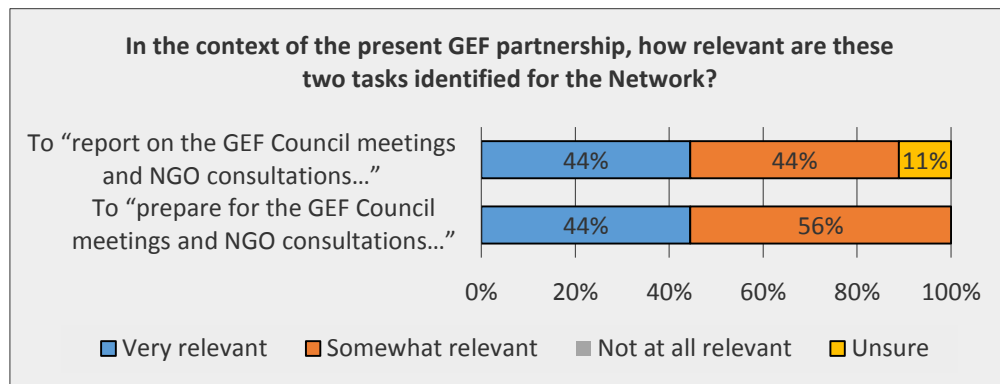 In the context of the present GEF partnership, how relevant are these
two tasks identified for the Network?
To “report on the GEF Council meetings
and NGO consultations…”
44% 44% 11%
To “prepare for the GEF Council
meetings and NGO consultations…”
44% 56%
0% 20% 40% 60% 80% 100%
Very relevant Somewhat relevant Not at all relevant Unsure